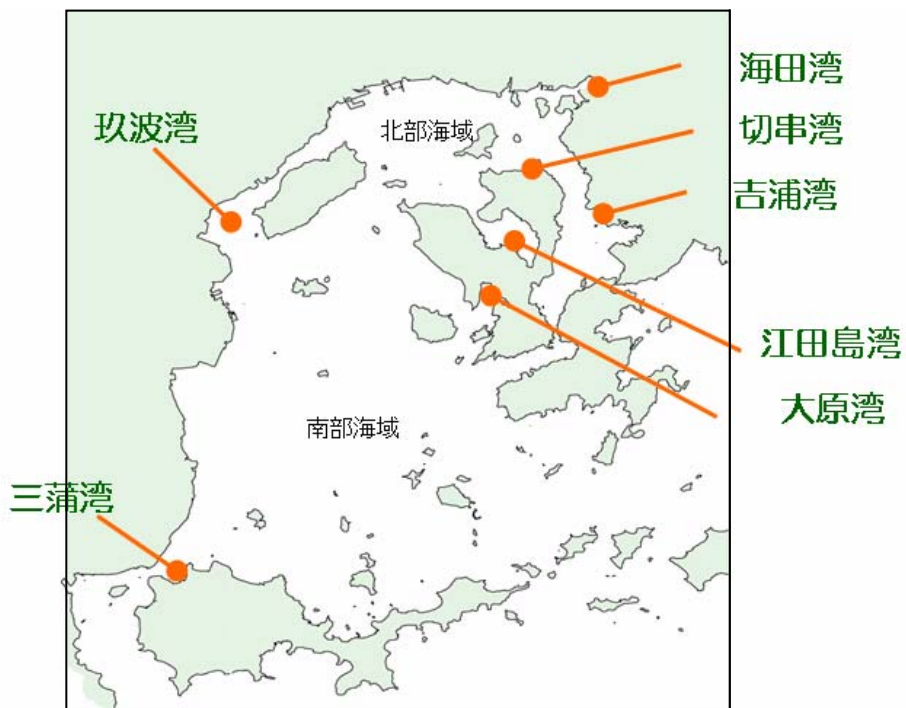 海田湾
切串湾
玖波湾
北部海域
吉浦湾
江田島湾
大原湾
南部海域
三蒲湾